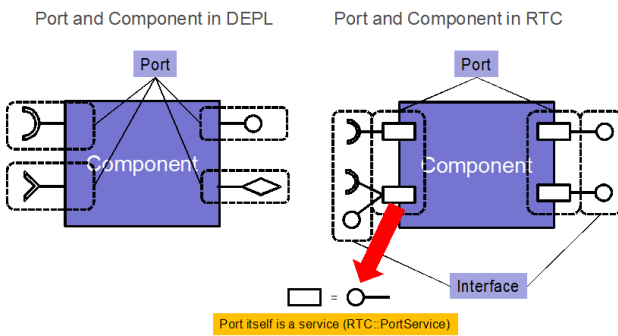 Port and Component in DEPL
Port and Component in RTC
Port
Port
Component
Component
Interface
=
Port itself is a service (RTC::PortService)